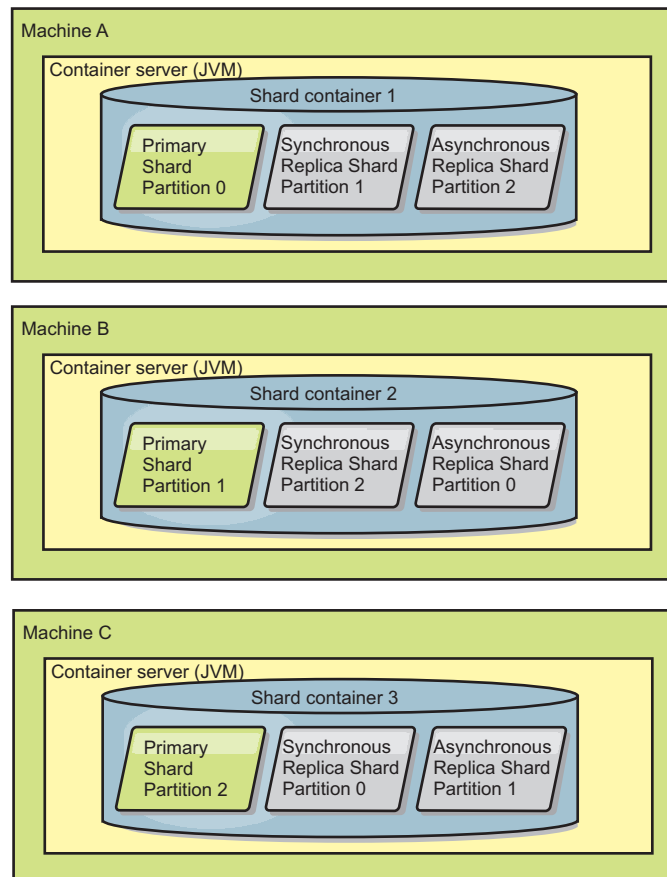 Machine A
Container server (JVM)
Shard container 1
Primary
Shard
Partition 0
Synchronous
Replica Shard
Partition 1
Asynchronous
Replica Shard
Partition 2
Machine B
Container server (JVM)
Shard container 2
Primary
Shard
Partition 1
Synchronous
Replica Shard
Partition 2
Asynchronous
Replica Shard
Partition 0
Machine C
Container server (JVM)
Shard container 3
Primary
Shard
Partition 2
Synchronous
Replica Shard
Partition 0
Asynchronous
Replica Shard
Partition 1